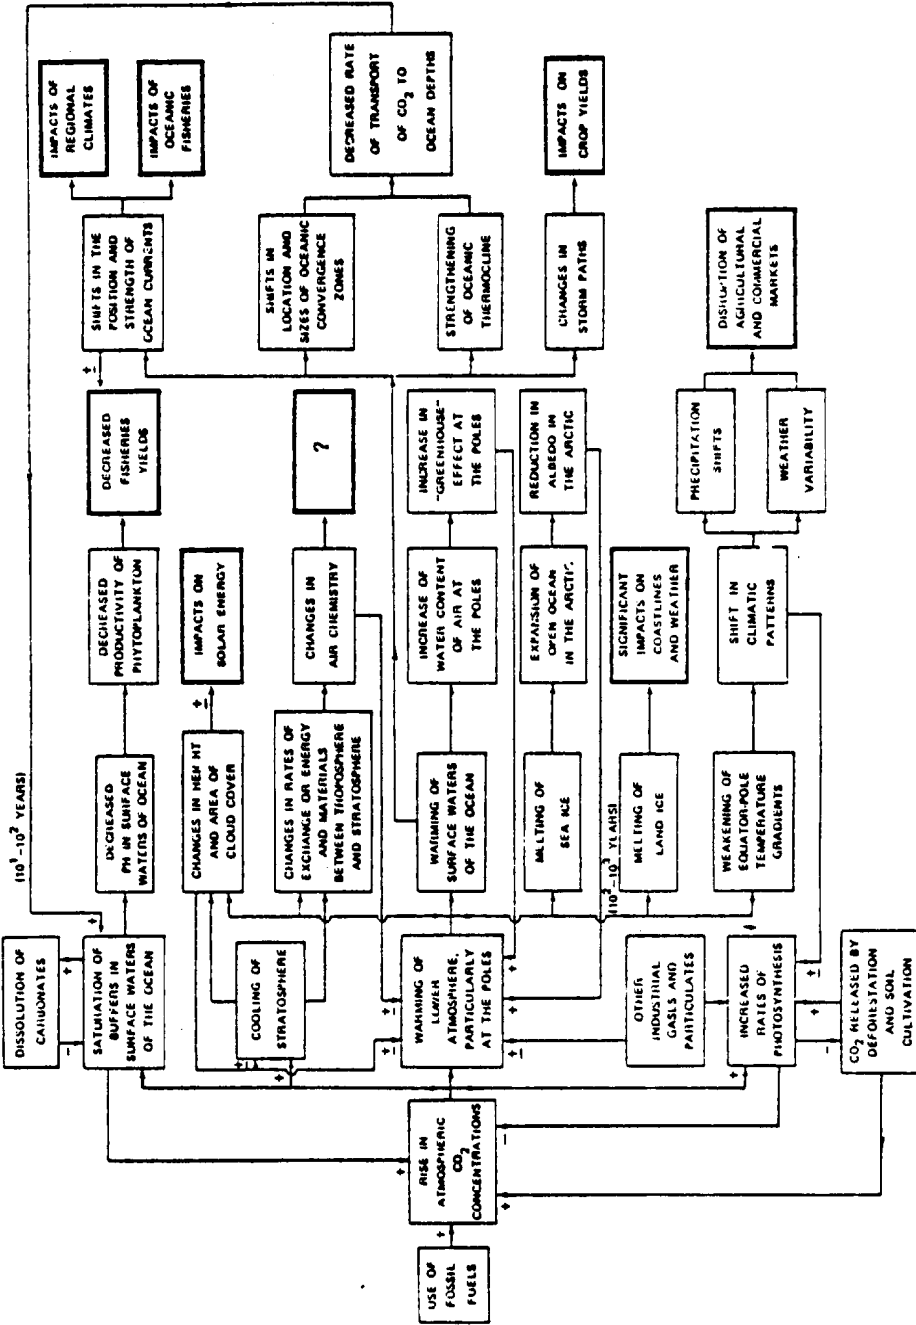 USE OF
FOSSIL
FUELS
+
RISE IN
ATMOSPHERIC
CO2
CONCENTRATIONS
+
-
+
DISSOLUTION OF
CARBONATES
-
+
+
SATURATION OF
BUFFERS IN
SURFACE WATERS
OF THE OCEAN
(10⁰-10² YEARS)
COOLING OF
STRATOSPHERE
+
-
+
+
WARMING OF
LOWER
ATMOSPHERE,
PARTICULARLY
AT THE POLES
±
±
±
+
+
OTHER
INDUSTRIAL
GASES AND
PARTICULATES
INCREASED
RATES OF
PHOTOSYNTHESIS
+
±
+
-
CO2 RELEASED BY
DEFORESTATION
AND SOIL
CULTIVATION
DECREASED
PH IN SURFACE
WATERS OF OCEAN
CHANGES IN HEIGHT
AND AREA OF
CLOUD COVER
±
CHANGES IN RATES OF
EXCHANGE OR ENERGY
AND MATERIALS
BETWEEN TROPOSPHERE
AND STRATOSPHERE
WARMING OF
SURFACE WATERS
OF THE OCEAN
MELTING OF
SEA ICE
(10²-10³ YEARS)
MELTING OF
LAND ICE
WEAKENING OF
EQUATOR-POLE
TEMPERATURE
GRADIENTS
DECREASED
PRODUCTIVITY OF
PHYTOPLANKTON
IMPACTS ON
SOLAR ENERGY
CHANGES IN
AIR CHEMISTRY
INCREASE OF
WATER CONTENT
OF AIR AT
THE POLES
EXPANSION OF
OPEN OCEAN
IN THE ARCTIC
SIGNIFICANT
IMPACTS ON
COASTLINES
AND WEATHER
SHIFT IN
CLIMATIC
PATTERNS
DECREASED
FISHERIES
YIELDS
±
?
INCREASE IN
"GREENHOUSE"
EFFECT AT
THE POLES
REDUCTION IN
ALBEDO IN
THE ARCTIC
PRECIPITATION
SHIFTS
WEATHER
VARIABILITY
SHIFTS IN THE
POSITION AND
STRENGTH OF
OCEAN CURRENTS
SHIFTS IN
LOCATION AND
SIZES OF OCEANIC
CONVERGENCE
ZONES
STRENGTHENING
OF OCEANIC
THERMOCLINE
CHANGES IN
STORM PATHS
DISRUPTION OF
AGRICULTURAL
AND COMMERCIAL
MARKETS
IMPACTS OF
REGIONAL
CLIMATES
IMPACTS OF
OCEANIC
FISHERIES
DECREASED RATE
OF TRANSPORT
OF CO2 TO
OCEAN DEPTHS
IMPACTS ON
CROP YIELDS